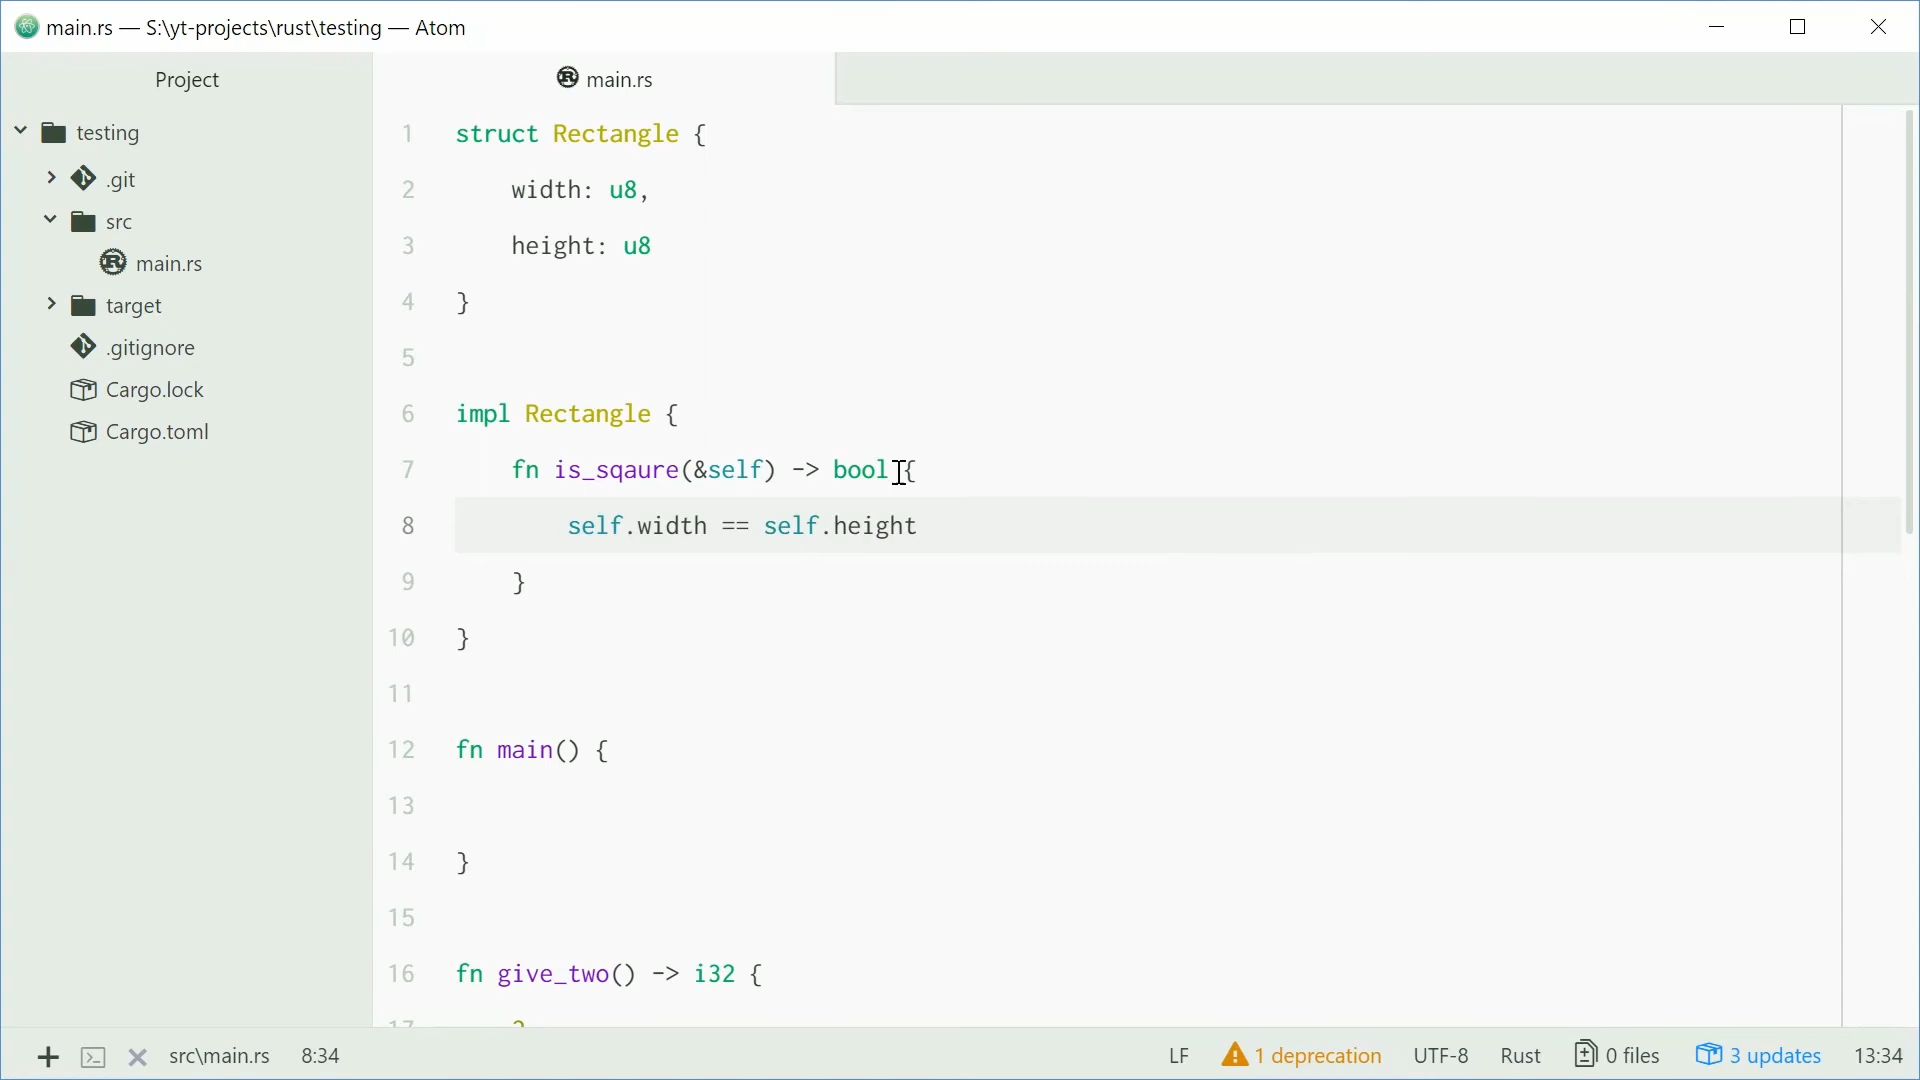 main.rs — S:\yt-projects\rust\testing — Atom
Project
testing
.git
src
main.rs
target
.gitignore
Cargo.lock
Cargo.toml
main.rs
1 struct Rectangle {
2 width: u8,
3 height: u8
4 }
5
6 impl Rectangle {
7 fn is_sqaure(&self) -> bool {
8 self.width == self.height
9 }
10 }
11
12 fn main() {
13
14 }
15
16 fn give_two() -> i32 {
17 2
src\main.rs 8:34 LF 1 deprecation UTF-8 Rust 0 files 3 updates 13:34